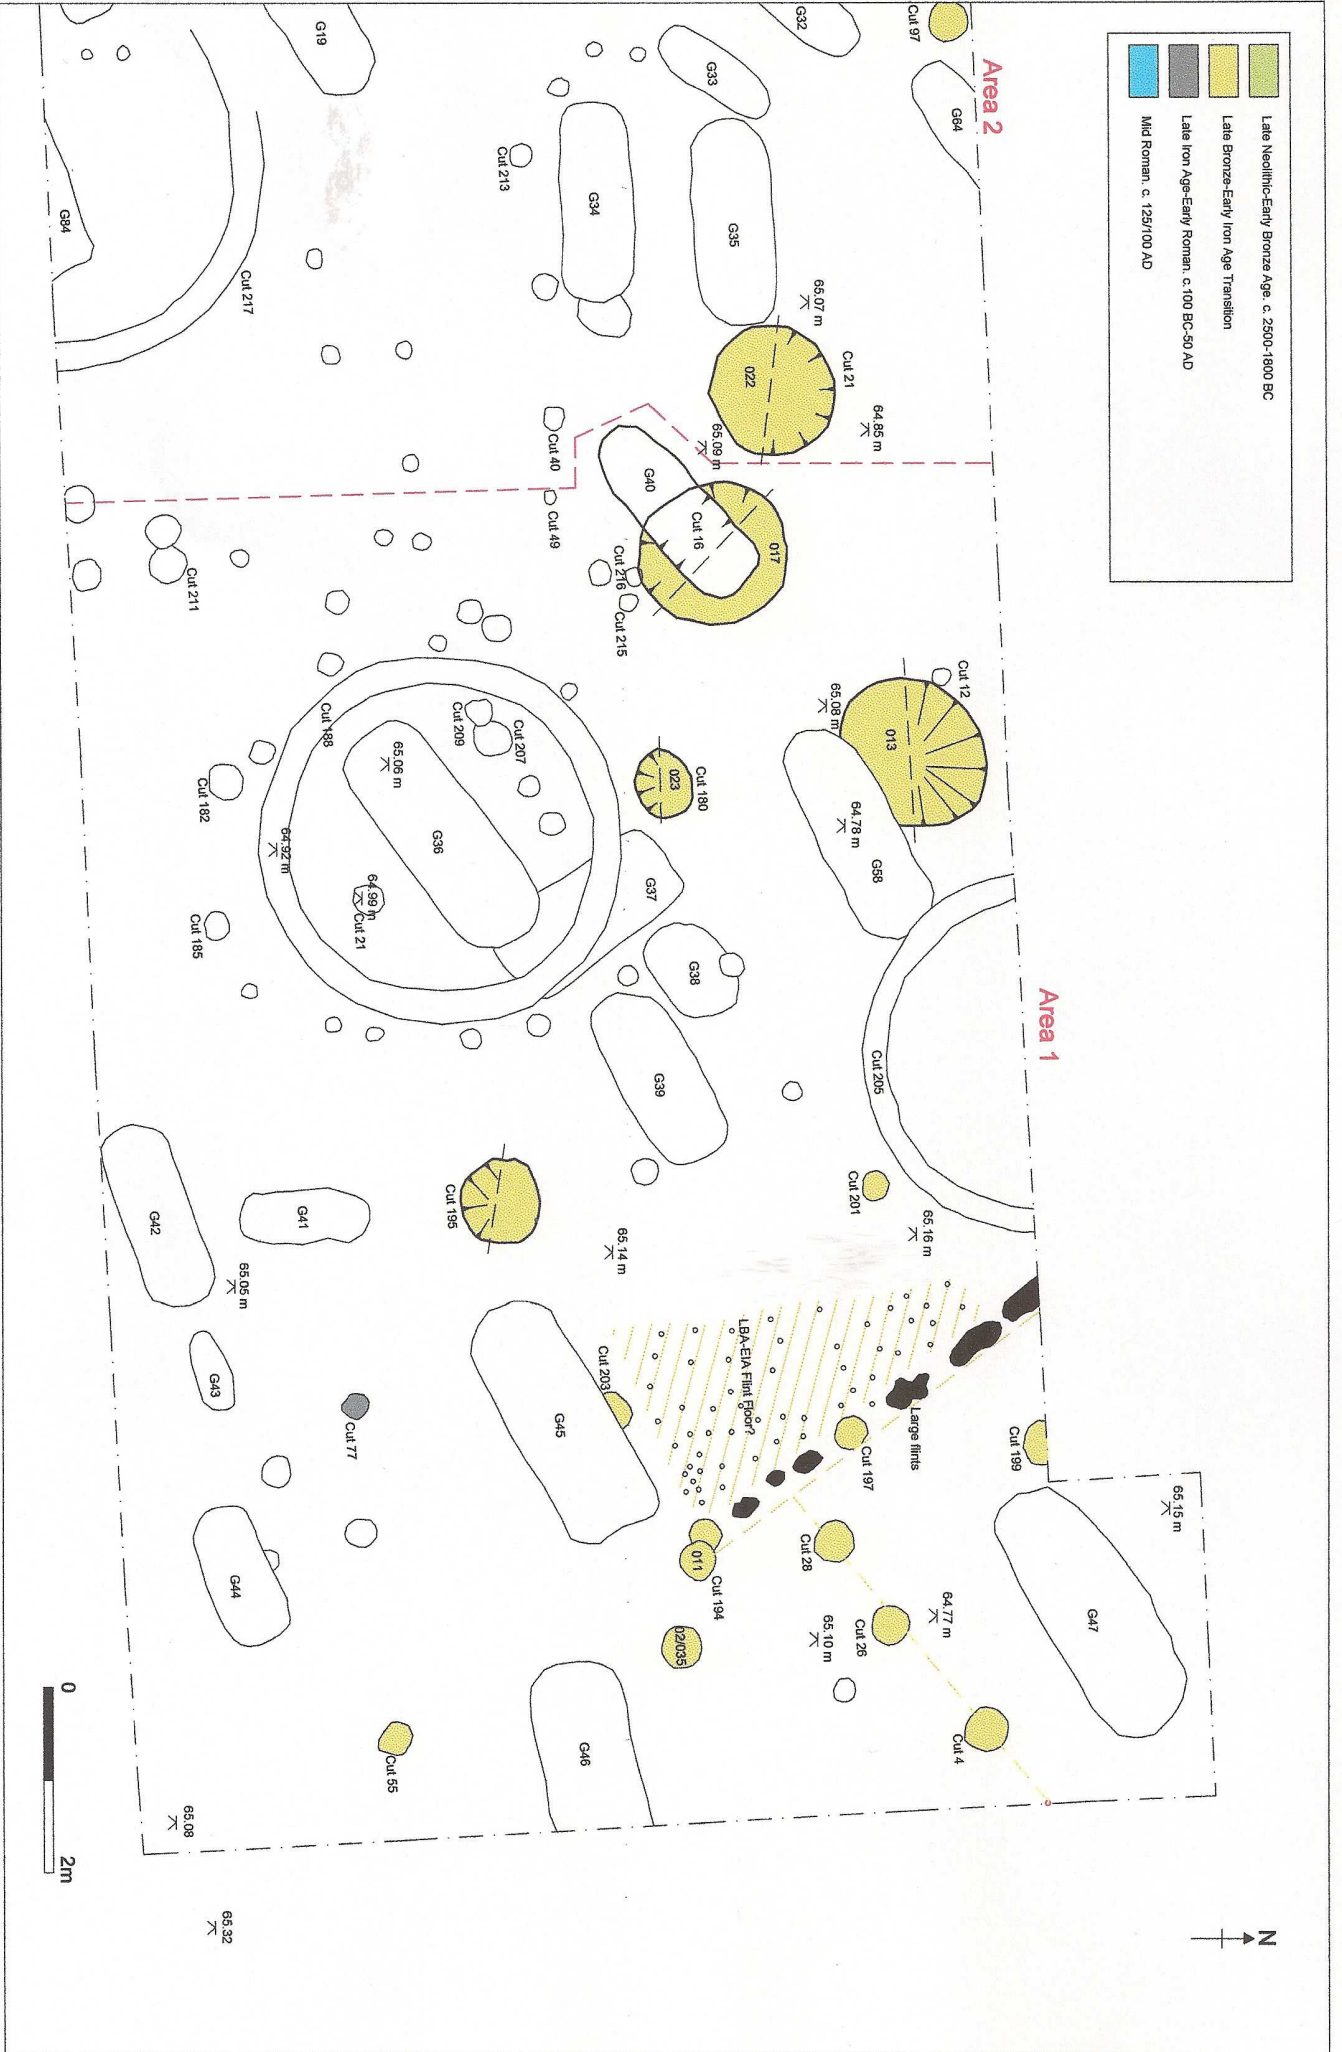 Late Neolithic-Early Bronze Age. c. 2500-1800 BC
Late Bronze-Early Iron Age Transition
Late Iron Age-Early Roman. c.100 BC-50 AD
Mid Roman. c. 125/100 AD
Area 2
Area 1
N
Cut 97
G64
G32
G33
G19
G35
G34
Cut 213
G84
Cut 217
65.07 m
Cut 21
022
64.85 m
65.09 m
Cut 40
G40
Cut 49
Cut 16
017
Cut 216
Cut 215
Cut 211
Cut 12
013
65.08 m
64.78 m
G58
Cut 180
023
Cut 188
Cut 209
Cut 207
65.06 m
G36
Cut 182
64.92 m
64.99 m
Cut 21
Cut 185
G37
G38
G39
Cut 205
Cut 201
65.16 m
Cut 195
65.14 m
G42
G41
65.05 m
G43
Cut 77
G44
G45
Cut 203
LBA-EIA Flint Floor?
Large flints
Cut 197
Cut 199
65.15 m
G47
Cut 28
011
Cut 194
02/035
Cut 26
64.77 m
65.10 m
Cut 4
G46
Cut 55
65.08
65.32
0
2m